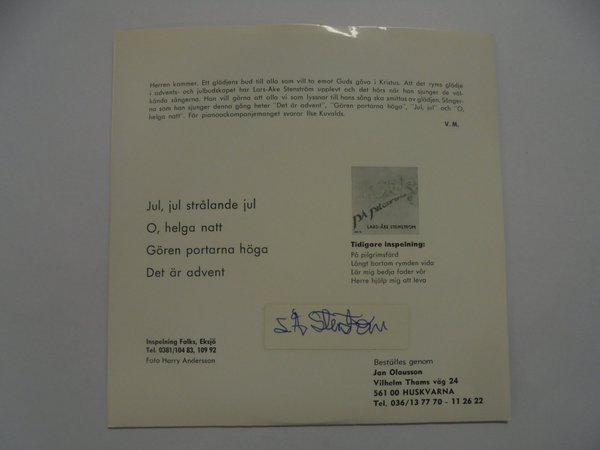 Herren kommer. Ett glädjens bud till alla som vill ta emot Guds gåva i Kristus. Att det ryms glädje
i advents- och julbudskapet har Lars-Åke Stenström upplevt och det hörs när han sjunger de väl-
kända sångerna. Han vill gärna att alla vi som lyssnar till hans sång ska smittas av glädjen. Sånger-
na som han sjunger denna gång heter "Det är advent", "Gören portarna höga", "Jul, jul" och "O,
helga natt". För pianoackompanjemanget svarar Ilse Kuvalds.
V. M.
Jul, jul strålande jul
O, helga natt
Gören portarna höga
Det är advent
PÅ PILGRIMSFÄRD
LARS-ÅKE STENSTRÖM
Tidigare inspelning:
På pilgrimsfärd
Långt bortom rymden vida
Lär mig bedja fader vår
Herre hjälp mig att leva
Inspelning Falks, Eksjö
Tel. 0381/104 83, 109 92
Foto Harry Andersson
Beställes genom
Jan Olausson
Vilhelm Thams väg 24
561 00 HUSKVARNA
Tel. 036/13 77 70 - 11 26 22